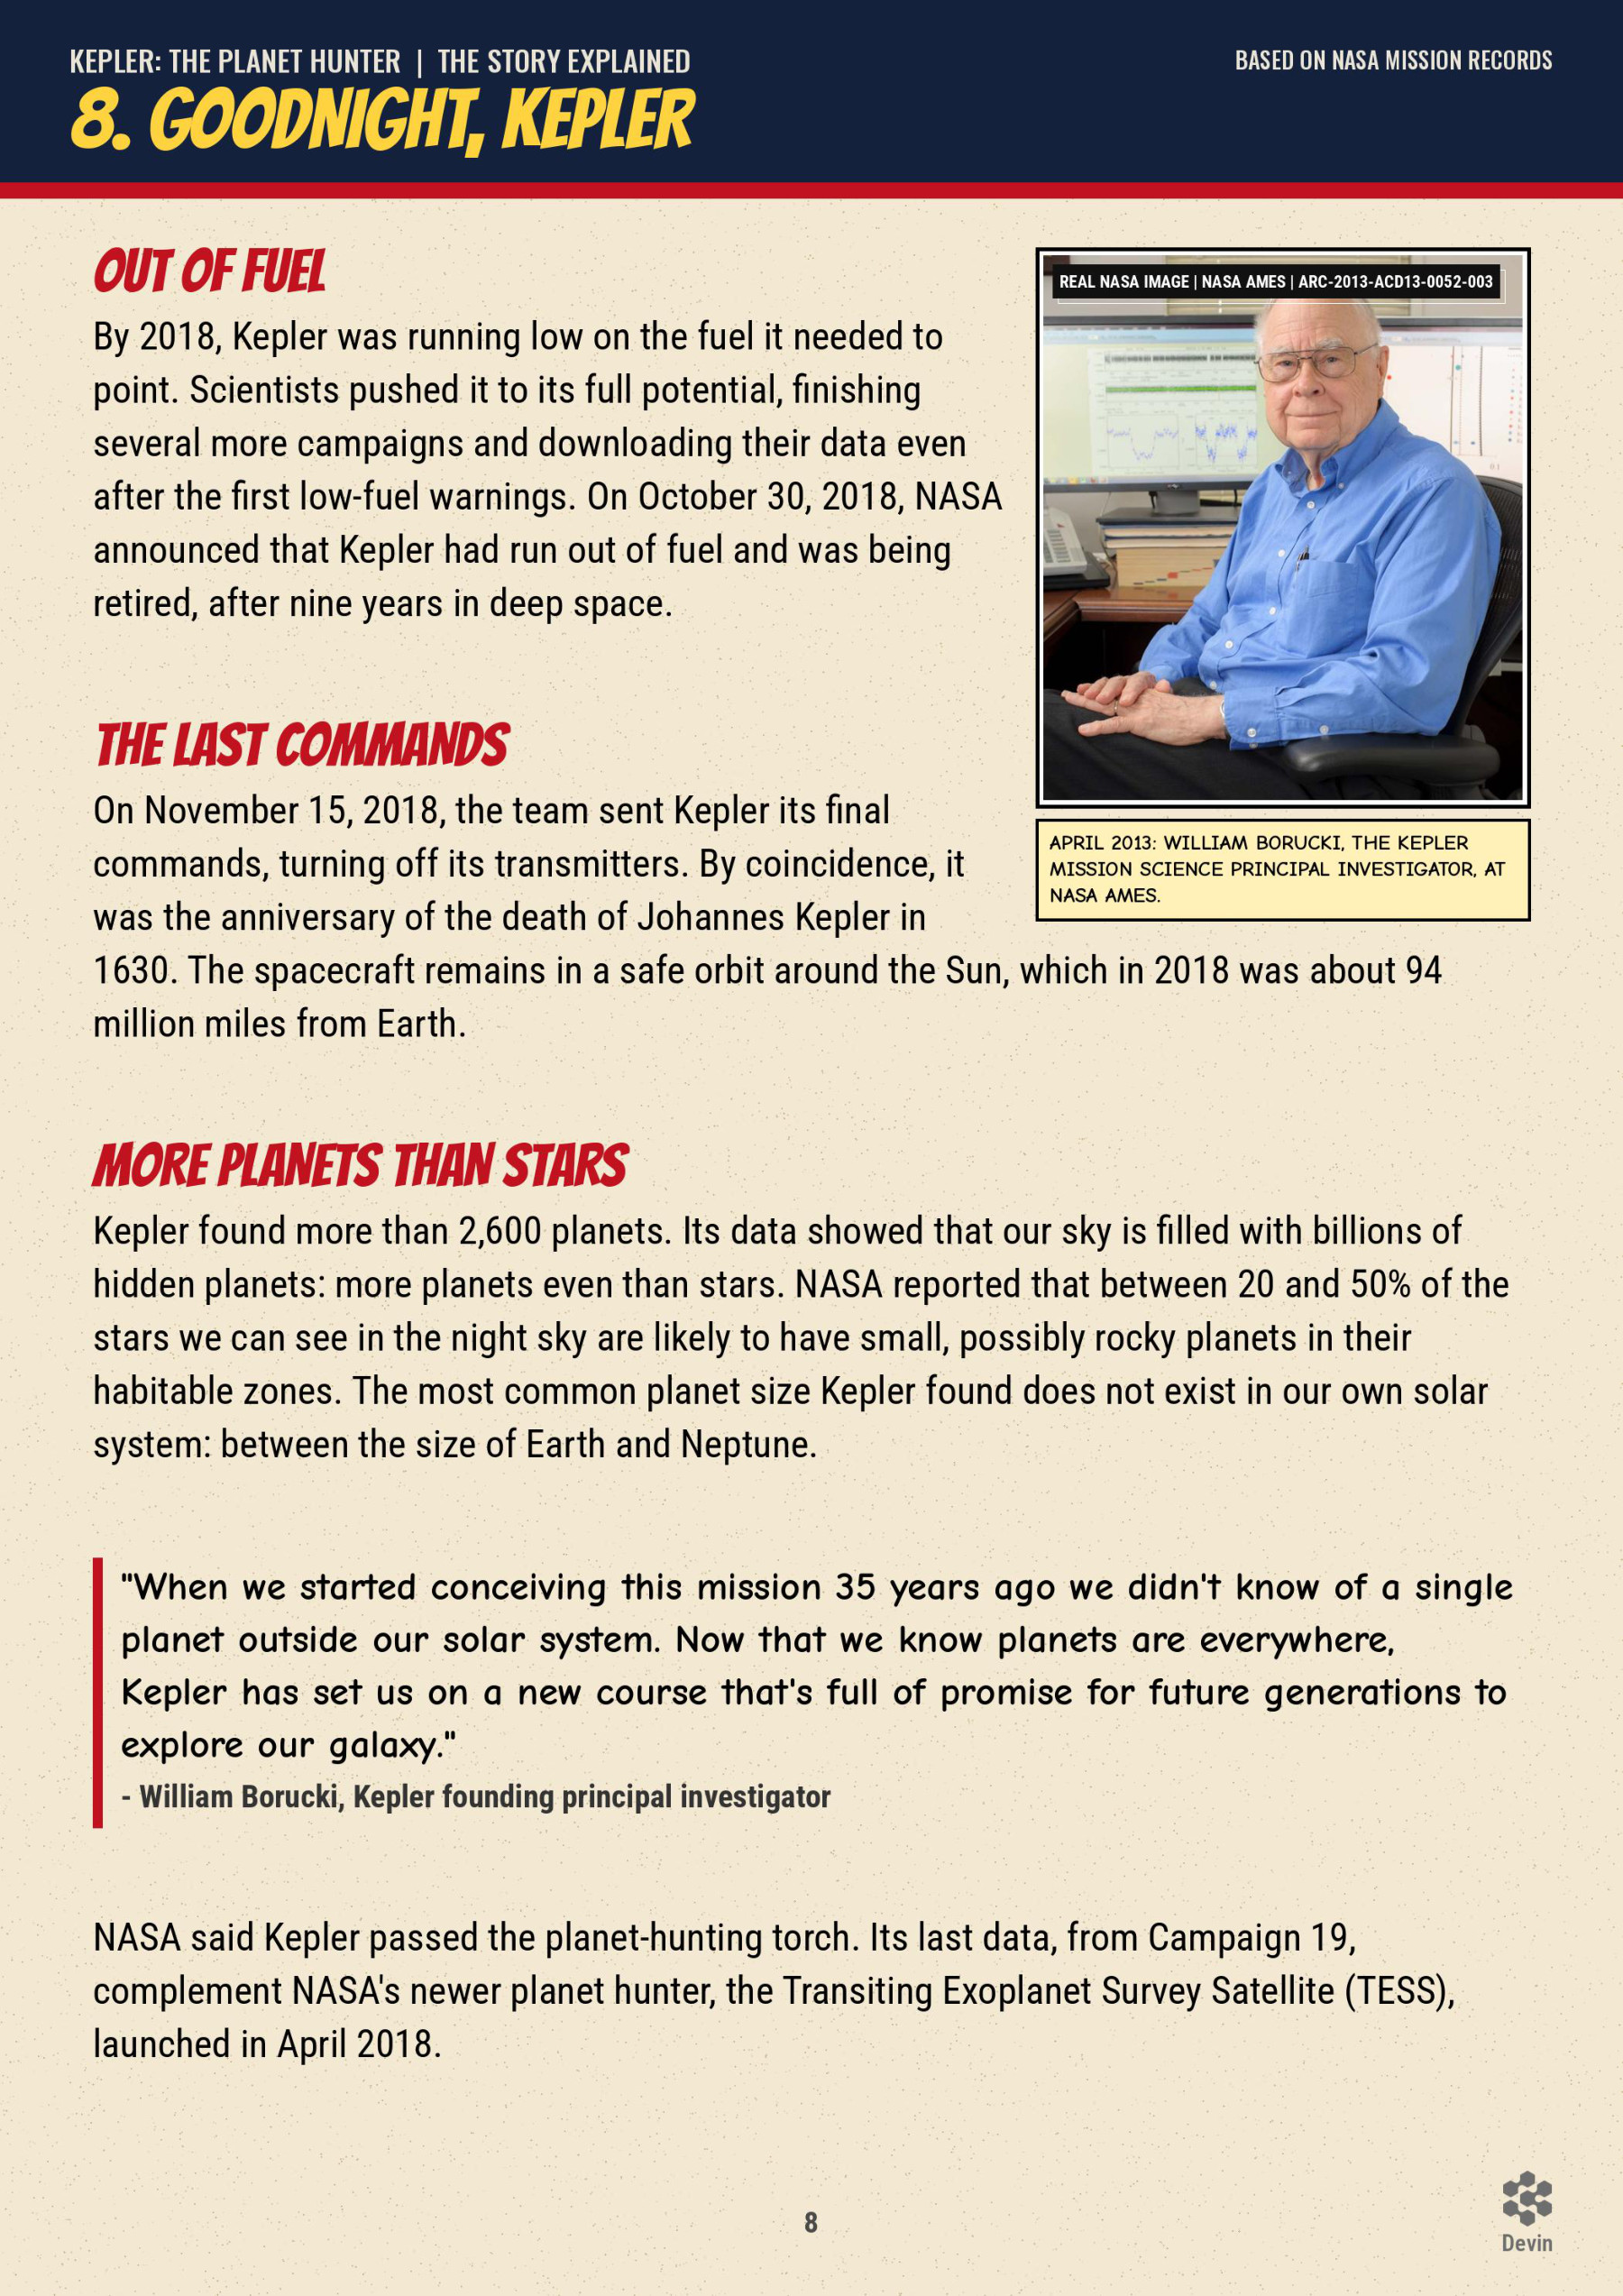 KEPLER: THE PLANET HUNTER | THE STORY EXPLAINED
BASED ON NASA MISSION RECORDS
8. GOODNIGHT, KEPLER
OUT OF FUEL
By 2018, Kepler was running low on the fuel it needed to
point. Scientists pushed it to its full potential, finishing
several more campaigns and downloading their data even
after the first low-fuel warnings. On October 30, 2018, NASA
announced that Kepler had run out of fuel and was being
retired, after nine years in deep space.
REAL NASA IMAGE | NASA AMES | ARC-2013-ACD13-0052-003
APRIL 2013: WILLIAM BORUCKI, THE KEPLER
MISSION SCIENCE PRINCIPAL INVESTIGATOR, AT
NASA AMES.
THE LAST COMMANDS
On November 15, 2018, the team sent Kepler its final
commands, turning off its transmitters. By coincidence, it
was the anniversary of the death of Johannes Kepler in
1630. The spacecraft remains in a safe orbit around the Sun, which in 2018 was about 94
million miles from Earth.
MORE PLANETS THAN STARS
Kepler found more than 2,600 planets. Its data showed that our sky is filled with billions of
hidden planets: more planets even than stars. NASA reported that between 20 and 50% of the
stars we can see in the night sky are likely to have small, possibly rocky planets in their
habitable zones. The most common planet size Kepler found does not exist in our own solar
system: between the size of Earth and Neptune.
"When we started conceiving this mission 35 years ago we didn't know of a single
planet outside our solar system. Now that we know planets are everywhere,
Kepler has set us on a new course that's full of promise for future generations to
explore our galaxy."
- William Borucki, Kepler founding principal investigator
NASA said Kepler passed the planet-hunting torch. Its last data, from Campaign 19,
complement NASA's newer planet hunter, the Transiting Exoplanet Survey Satellite (TESS),
launched in April 2018.
8
Devin